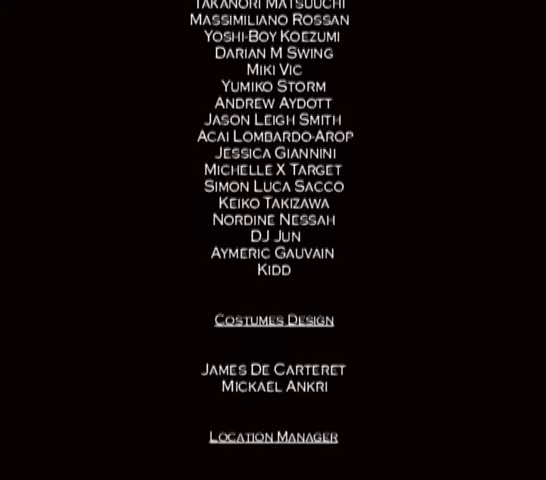 TAKANORI MATSUUCHI
MASSIMILIANO ROSSAN
YOSHI-BOY KOEZUMI
DARIAN M SWING
MIKI VIC
YUMIKO STORM
ANDREW AYDOTT
JASON LEIGH SMITH
ACAI LOMBARDO-AROP
JESSICA GIANNINI
MICHELLE X TARGET
SIMON LUCA SACCO
KEIKO TAKIZAWA
NORDINE NESSAH
DJ JUN
AYMERIC GAUVAIN
KIDD
COSTUMES DESIGN
JAMES DE CARTERET
MICKAEL ANKRI
LOCATION MANAGER